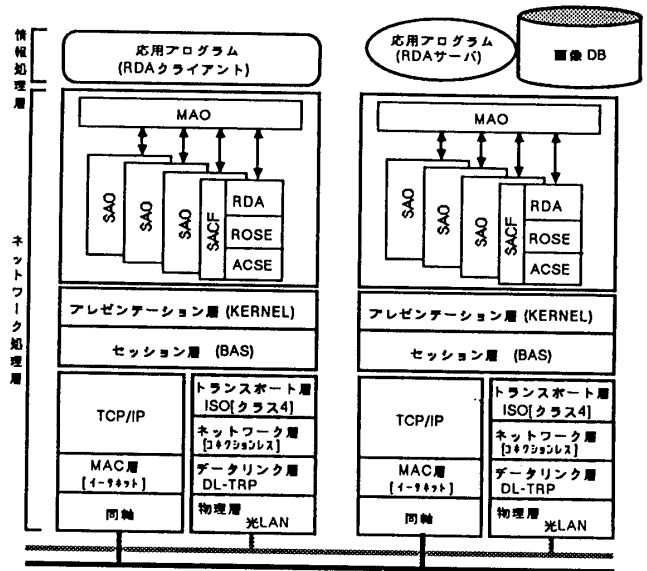 情報処理層
応用プログラム
(RDAクライアント)
応用プログラム
(RDAサーバ)
画像 DB
ネットワーク処理層
MAO
SAO
SAO
SAO
SACF
RDA
ROSE
ACSE
プレゼンテーション層 (KERNEL)
セッション層 (BAS)
TCP/IP
MAC層
[イーサネット]
同軸
トランスポート層
ISO[クラス4]
ネットワーク層
[コネクションレス]
データリンク層
DL-TRP
物理層
光LAN
MAO
SAO
SAO
SAO
SACF
RDA
ROSE
ACSE
プレゼンテーション層 (KERNEL)
セッション層 (BAS)
TCP/IP
MAC層
[イーサネット]
同軸
トランスポート層
ISO[クラス4]
ネットワーク層
[コネクションレス]
データリンク層
DL-TRP
物理層
光LAN